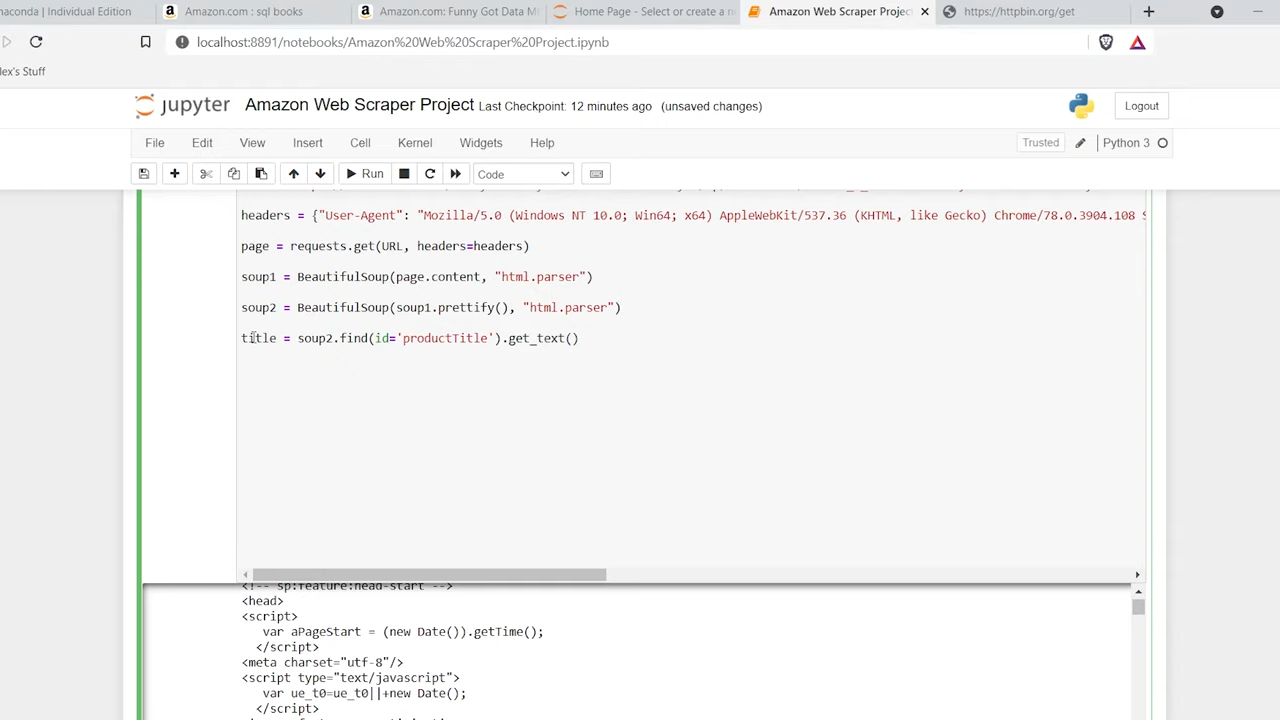 naconda | Individual Edition
Amazon.com : sql books
Amazon.com: Funny Got Data M
Home Page - Select or create a n
Amazon Web Scraper Projec
https://httpbin.org/get
localhost:8891/notebooks/Amazon%20Web%20Scraper%20Project.ipynb
lex's Stuff
jupyter Amazon Web Scraper Project Last Checkpoint: 12 minutes ago (unsaved changes)
Logout
File Edit View Insert Cell Kernel Widgets Help
Trusted Python 3
Run Code
headers = {"User-Agent": "Mozilla/5.0 (Windows NT 10.0; Win64; x64) AppleWebKit/537.36 (KHTML, like Gecko) Chrome/78.0.3904.108 S
page = requests.get(URL, headers=headers)
soup1 = BeautifulSoup(page.content, "html.parser")
soup2 = BeautifulSoup(soup1.prettify(), "html.parser")
title = soup2.find(id='productTitle').get_text()
<!-- sp:feature:head-start -->
<head>
<script>
var aPageStart = (new Date()).getTime();
</script>
<meta charset="utf-8"/>
<script type="text/javascript">
var ue_t0=ue_t0||+new Date();
</script>